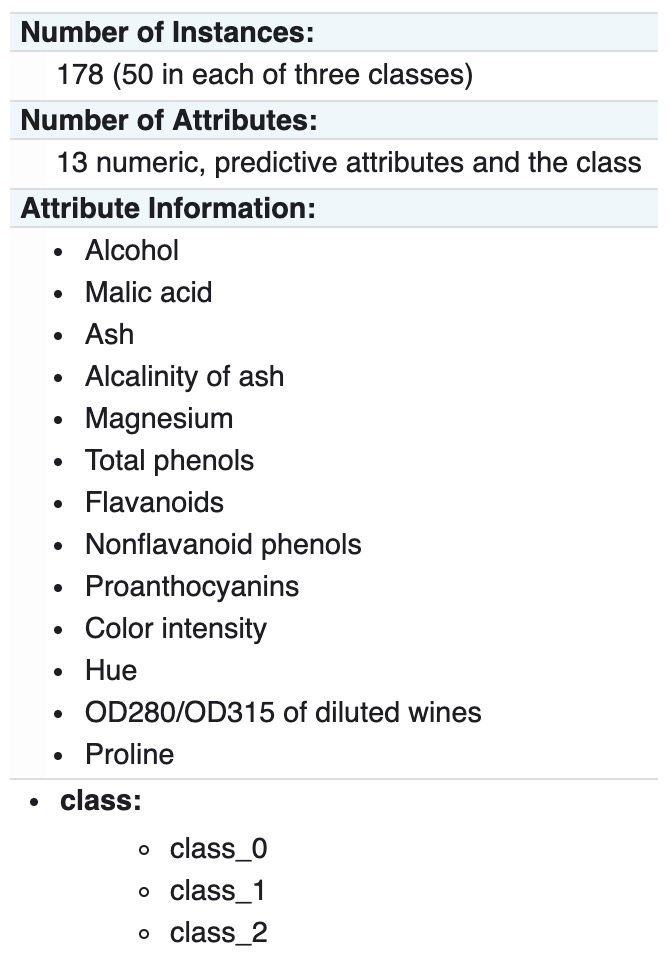 Number of Instances:
178 (50 in each of three classes)
Number of Attributes:
13 numeric, predictive attributes and the class
Attribute Information:
• Alcohol
• Malic acid
• Ash
• Alcalinity of ash
• Magnesium
• Total phenols
• Flavanoids
• Nonflavanoid phenols
• Proanthocyanins
• Color intensity
• Hue
• OD280/OD315 of diluted wines
• Proline
• class:
◦ class_0
◦ class_1
◦ class_2